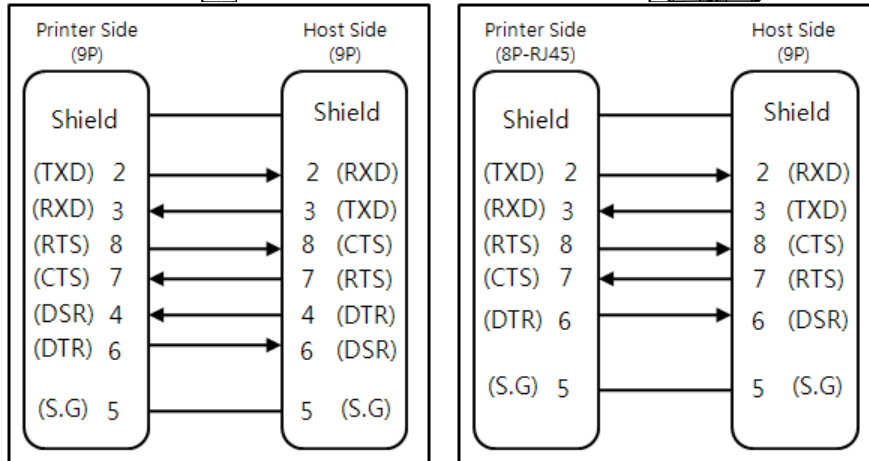 Printer Side
(9P)
Host Side
(9P)
Shield
Shield
(TXD) 2
2 (RXD)
(RXD) 3
3 (TXD)
(RTS) 8
8 (CTS)
(CTS) 7
7 (RTS)
(DSR) 4
4 (DTR)
(DTR) 6
6 (DSR)
(S.G) 5
5 (S.G)
Printer Side
(8P-RJ45)
Host Side
(9P)
Shield
Shield
(TXD) 2
2 (RXD)
(RXD) 3
3 (TXD)
(RTS) 8
8 (CTS)
(CTS) 7
7 (RTS)
(DTR) 6
6 (DSR)
(S.G) 5
5 (S.G)